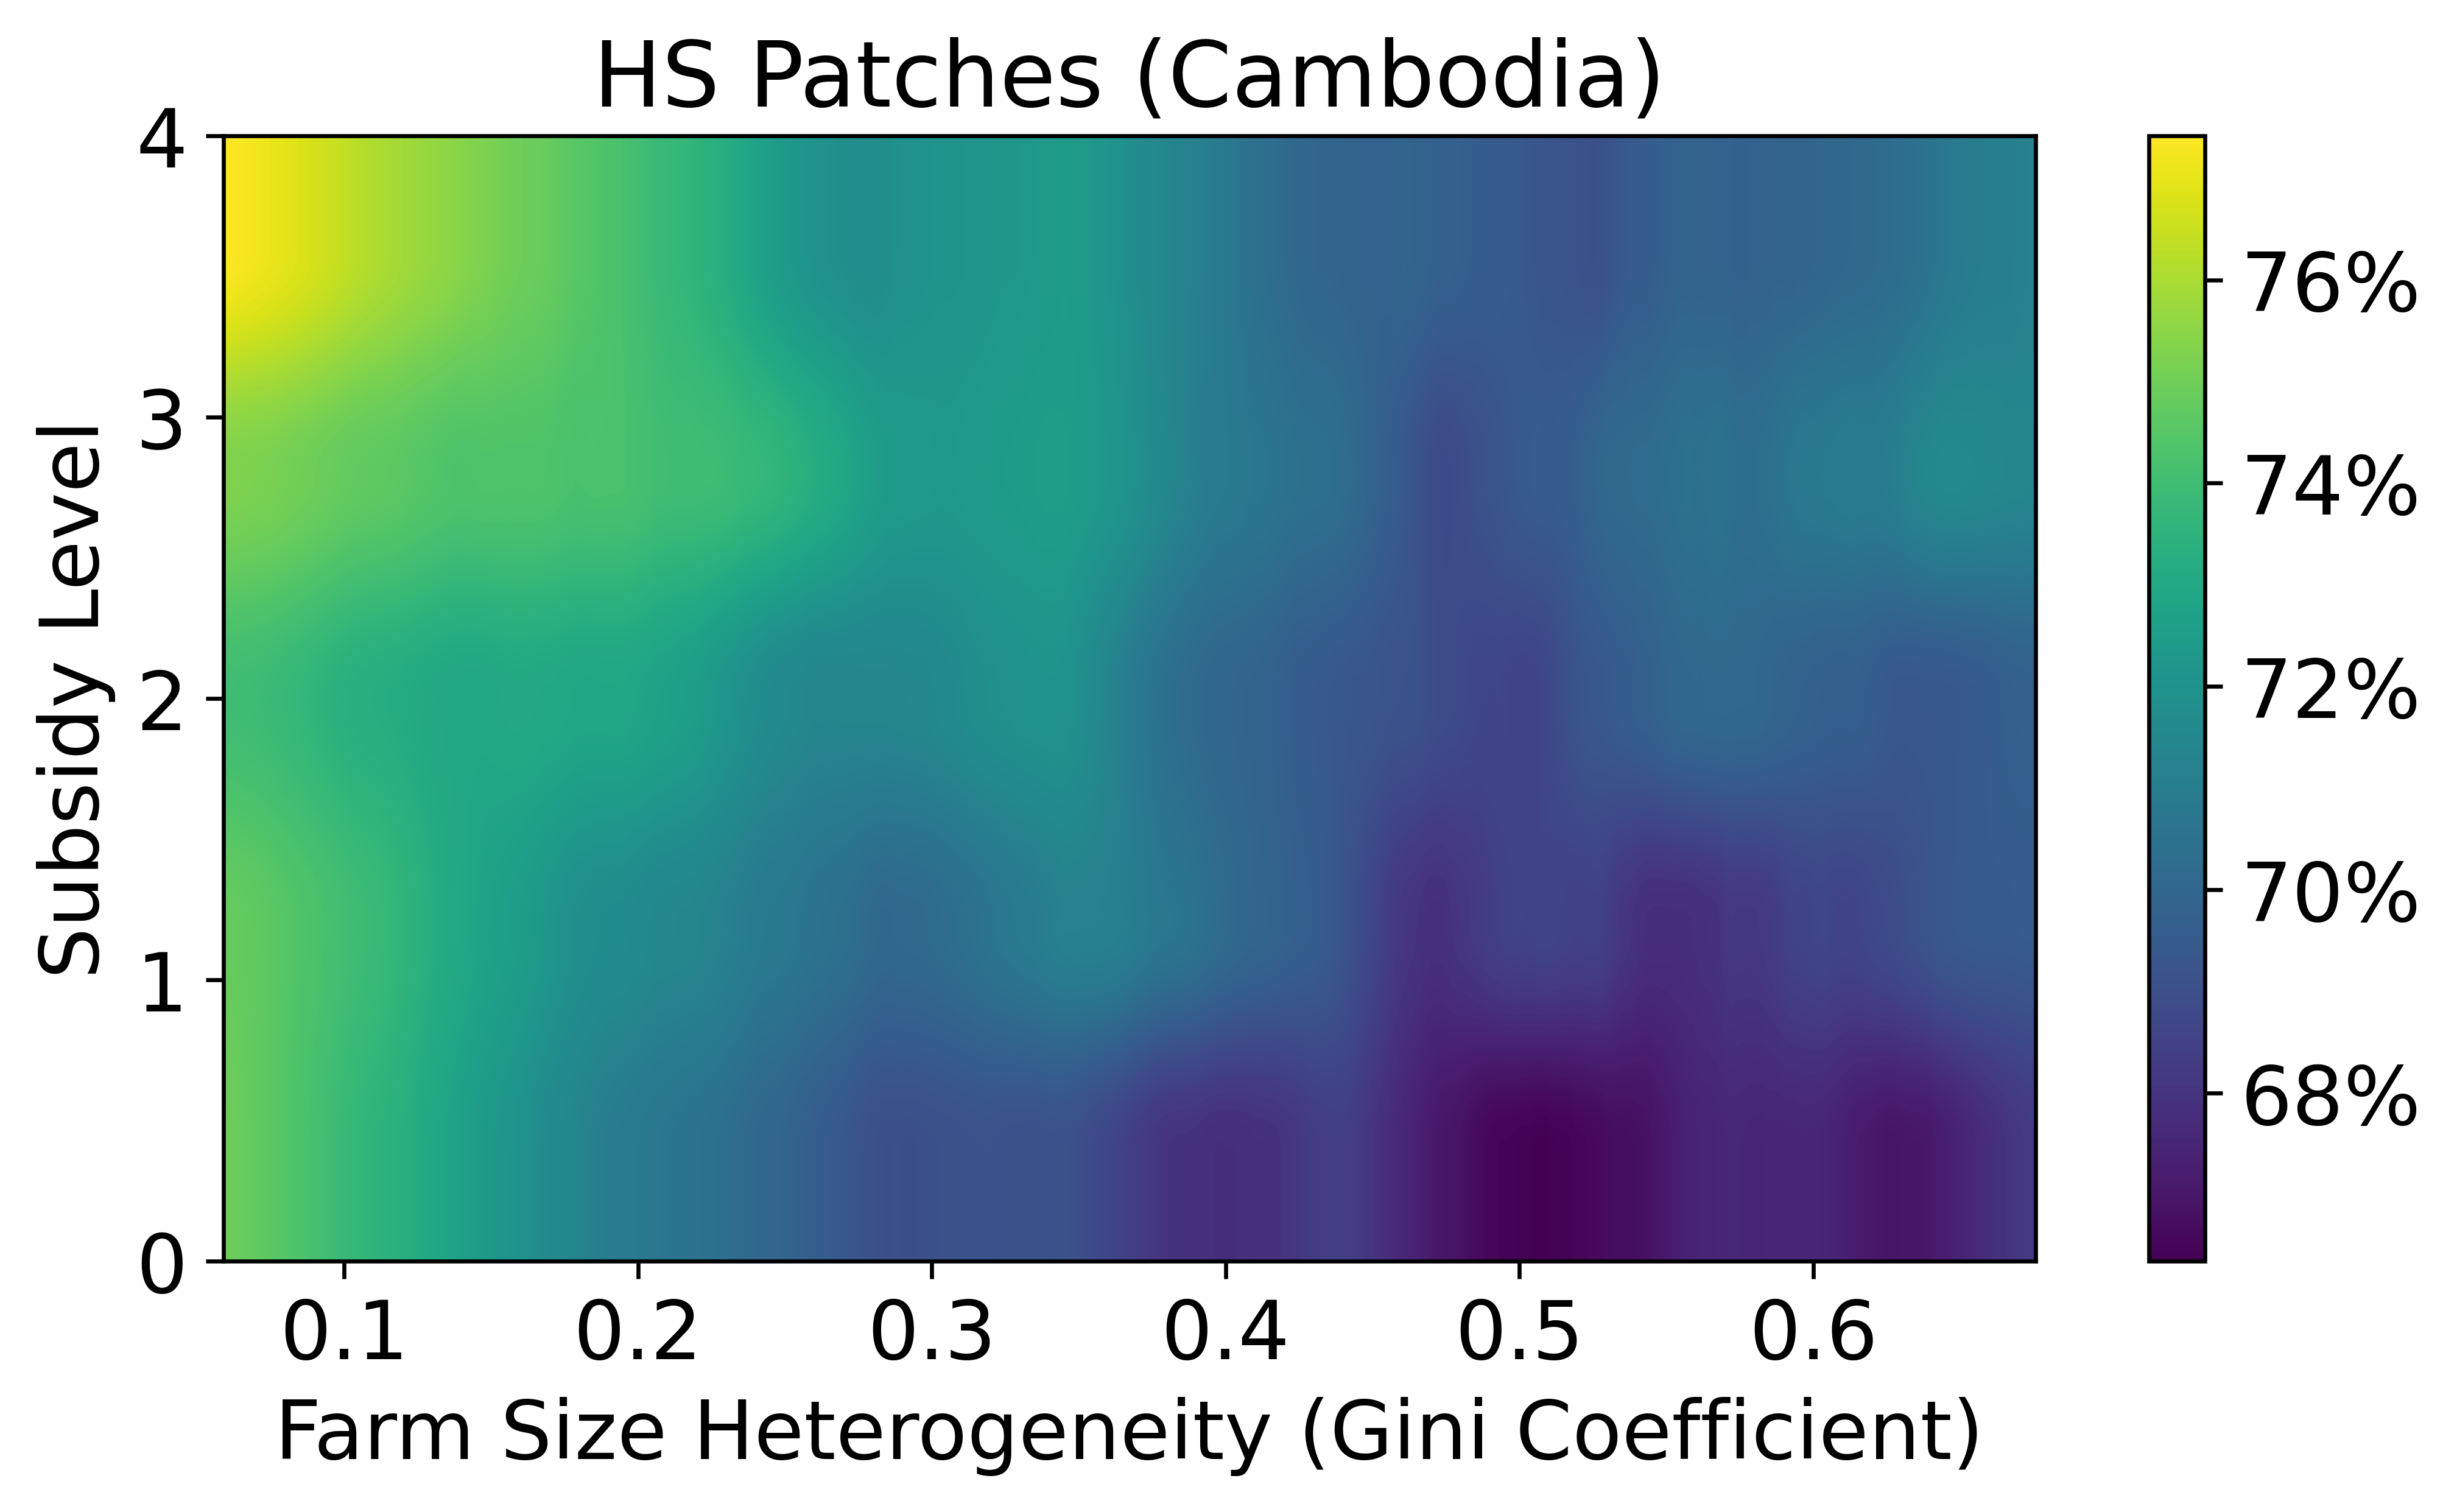 HS Patches (Cambodia)
4
3
2
1
0
Subsidy Level
0.1 0.2 0.3 0.4 0.5 0.6
Farm Size Heterogeneity (Gini Coefficient)
76%
74%
72%
70%
68%